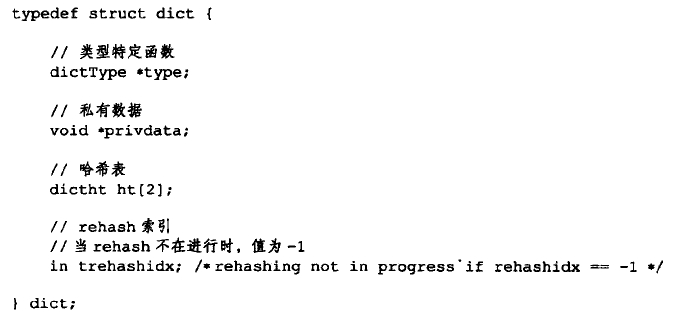 typedef struct dict {
// 类型特定函数
dictType *type;
// 私有数据
void *privdata;
// 哈希表
dictht ht[2];
// rehash 索引
// 当 rehash 不在进行时，值为 -1
in trehashidx; /* rehashing not in progress if rehashidx == -1 */
} dict;